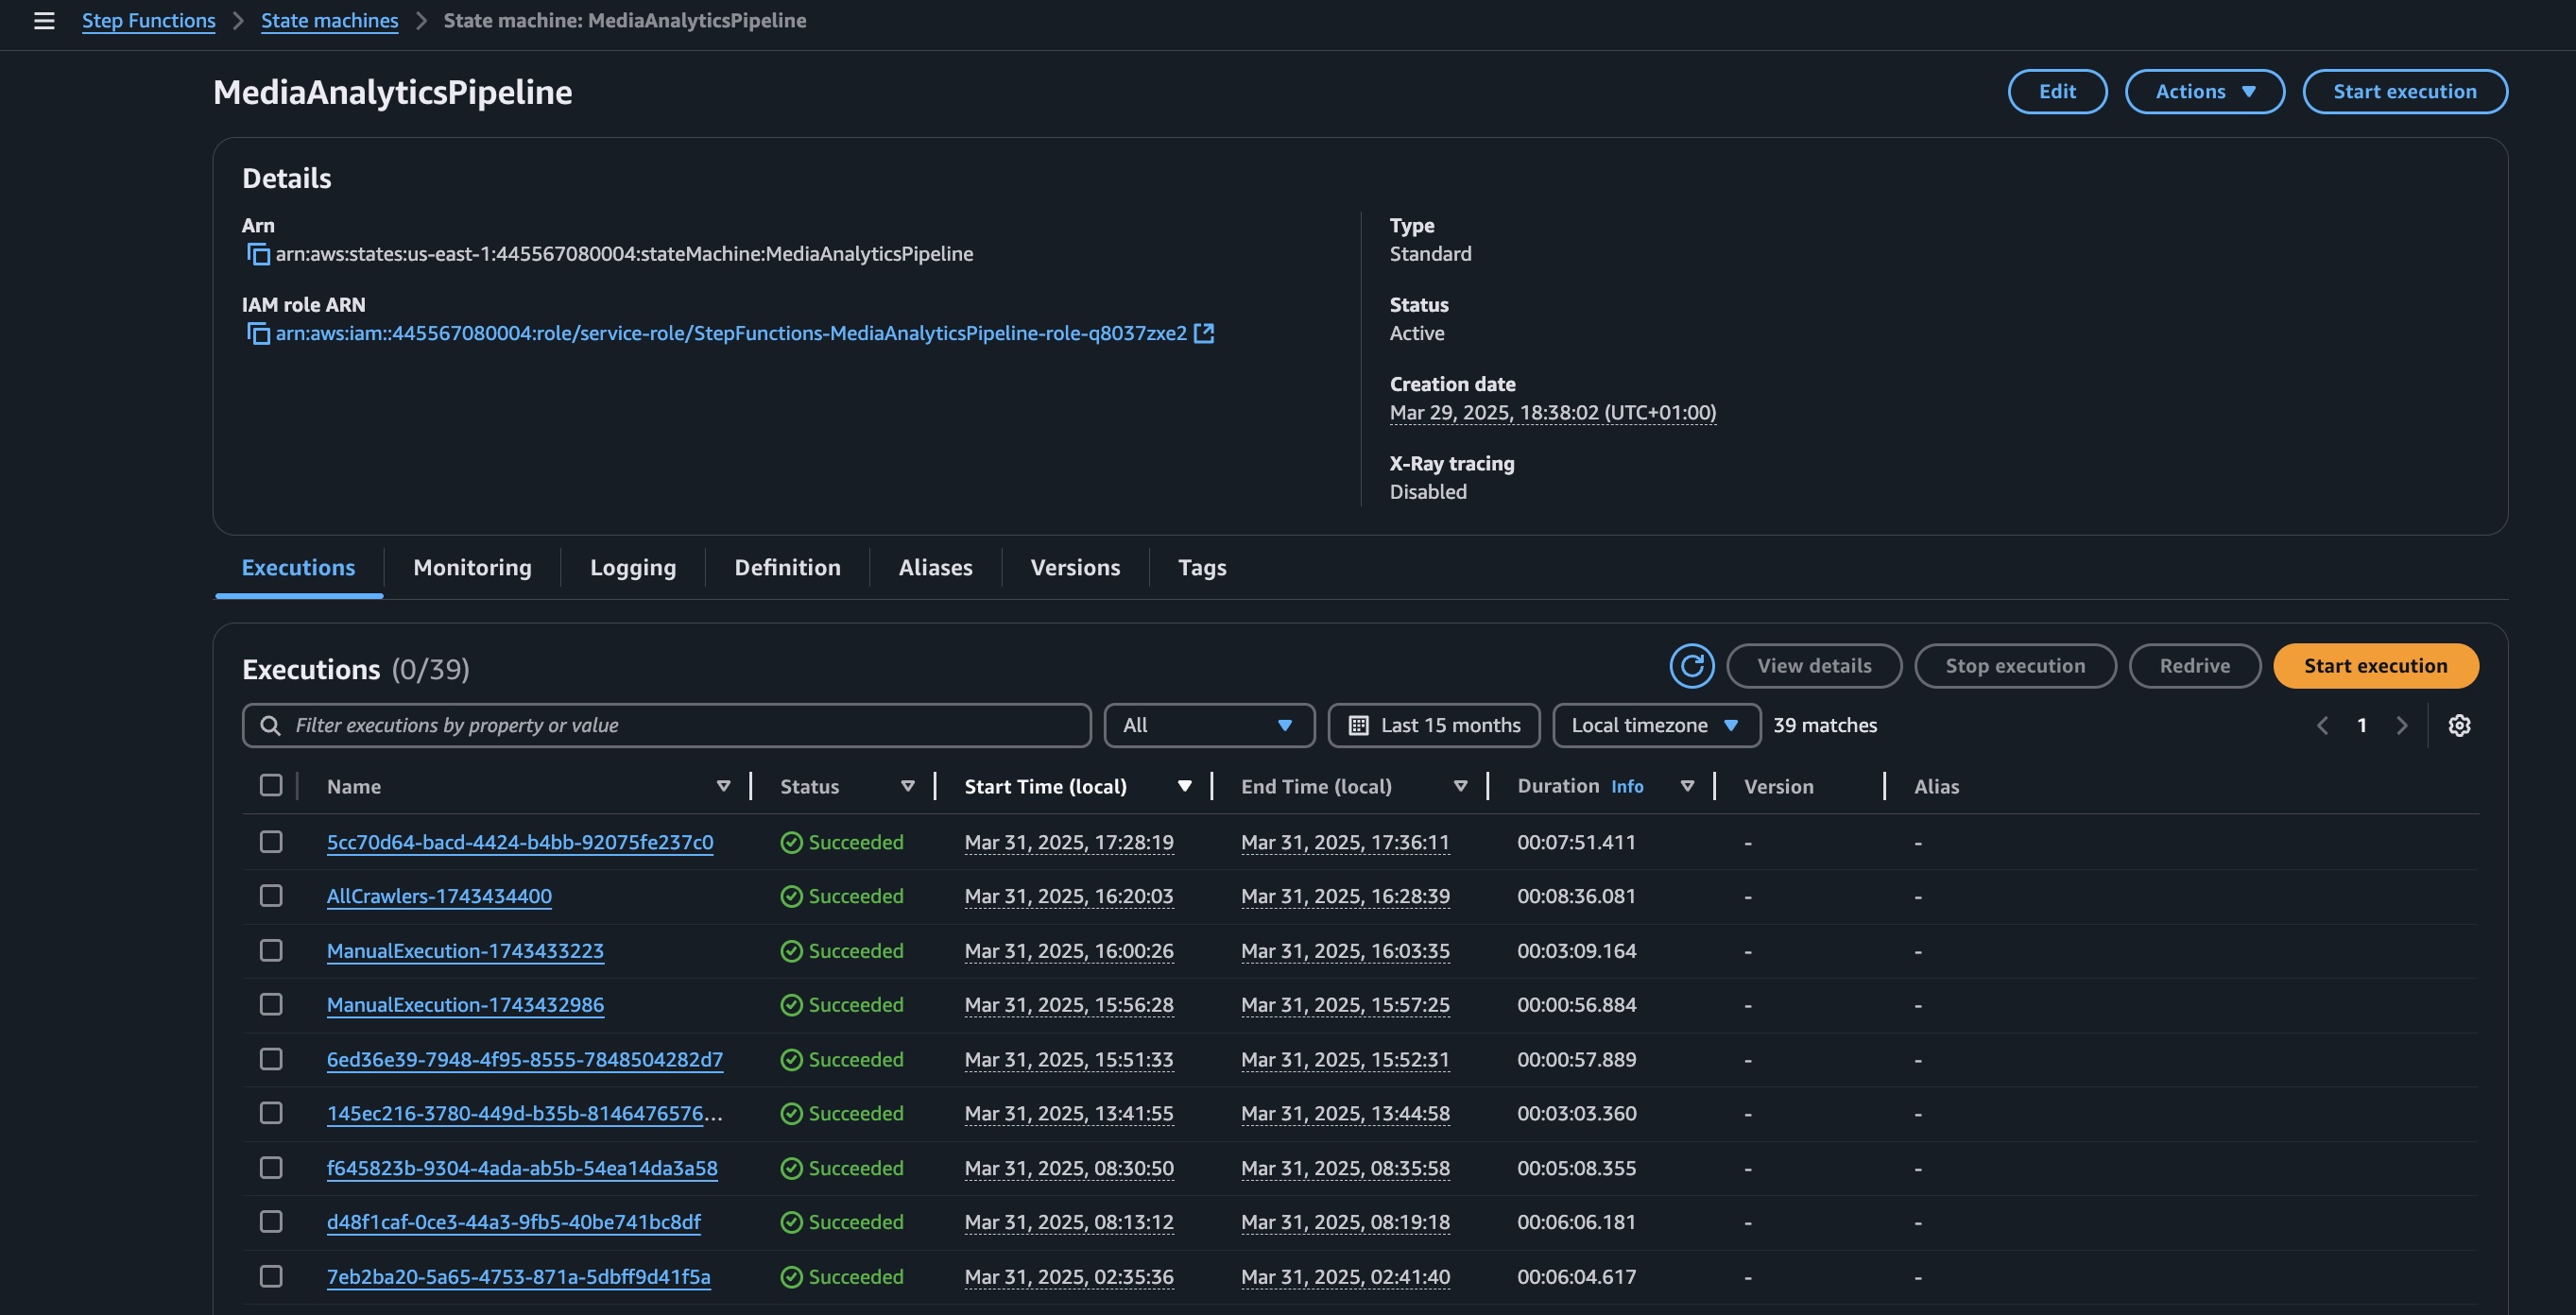 Step Functions > State machines > State machine: MediaAnalyticsPipeline
MediaAnalyticsPipeline
Edit Actions Start execution
Details
Arn
arn:aws:states:us-east-1:445567080004:stateMachine:MediaAnalyticsPipeline
IAM role ARN
arn:aws:iam::445567080004:role/service-role/StepFunctions-MediaAnalyticsPipeline-role-q8037zxe2
Type
Standard
Status
Active
Creation date
Mar 29, 2025, 18:38:02 (UTC+01:00)
X-Ray tracing
Disabled
Executions Monitoring Logging Definition Aliases Versions Tags
Executions (0/39) View details Stop execution Redrive Start execution
Filter executions by property or value All Last 15 months Local timezone 39 matches 1
Name Status Start Time (local) End Time (local) Duration Info Version Alias
5cc70d64-bacd-4424-b4bb-92075fe237c0 Succeeded Mar 31, 2025, 17:28:19 Mar 31, 2025, 17:36:11 00:07:51.411 - -
AllCrawlers-1743434400 Succeeded Mar 31, 2025, 16:20:03 Mar 31, 2025, 16:28:39 00:08:36.081 - -
ManualExecution-1743433223 Succeeded Mar 31, 2025, 16:00:26 Mar 31, 2025, 16:03:35 00:03:09.164 - -
ManualExecution-1743432986 Succeeded Mar 31, 2025, 15:56:28 Mar 31, 2025, 15:57:25 00:00:56.884 - -
6ed36e39-7948-4f95-8555-7848504282d7 Succeeded Mar 31, 2025, 15:51:33 Mar 31, 2025, 15:52:31 00:00:57.889 - -
145ec216-3780-449d-b35b-8146476576... Succeeded Mar 31, 2025, 13:41:55 Mar 31, 2025, 13:44:58 00:03:03.360 - -
f645823b-9304-4ada-ab5b-54ea14da3a58 Succeeded Mar 31, 2025, 08:30:50 Mar 31, 2025, 08:35:58 00:05:08.355 - -
d48f1caf-0ce3-44a3-9fb5-40be741bc8df Succeeded Mar 31, 2025, 08:13:12 Mar 31, 2025, 08:19:18 00:06:06.181 - -
7eb2ba20-5a65-4753-871a-5dbff9d41f5a Succeeded Mar 31, 2025, 02:35:36 Mar 31, 2025, 02:41:40 00:06:04.617 - -